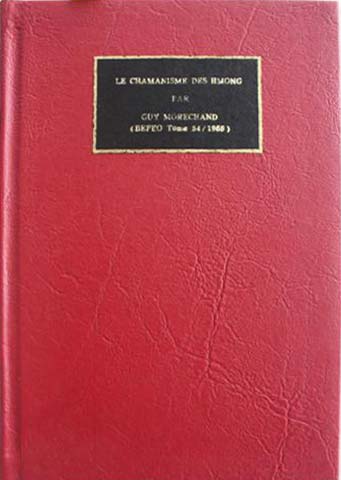 LE CHAMANISME DES HMONG
PAR
GUY MORECHAND
(BEFEO Tome 54/1968)